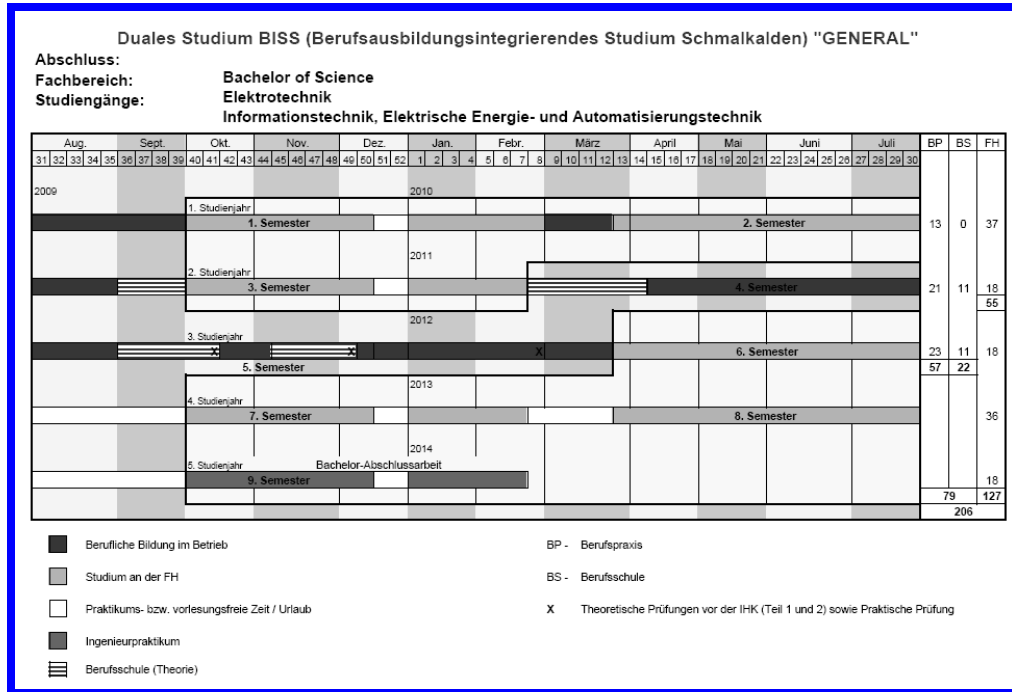 Duales Studium BISS (Berufsausbildungsintegrierendes Studium Schmalkalden) "GENERAL"
Abschluss:
Fachbereich: Bachelor of Science
Studiengänge: Elektrotechnik
Informationstechnik, Elektrische Energie- und Automatisierungstechnik
Aug. Sept. Okt. Nov. Dez. Jan. Febr. März April Mai Juni Juli BP BS FH
31 32 33 34 35 36 37 38 39 40 41 42 43 44 45 46 47 48 49 50 51 52 1 2 3 4 5 6 7 8 9 10 11 12 13 14 15 16 17 18 19 20 21 22 23 24 25 26 27 28 29 30
2009 2010
1. Studienjahr
1. Semester 2. Semester 13 0 37
2011
2. Studienjahr
3. Semester 4. Semester 21 11 18
55
2012
3. Studienjahr
X X X 6. Semester 23 11 18
5. Semester 57 22
2013
4. Studienjahr
7. Semester 8. Semester 36
2014
5. Studienjahr Bachelor-Abschlussarbeit
9. Semester 18
79 127
206
Berufliche Bildung im Betrieb BP - Berufspraxis
Studium an der FH BS - Berufsschule
Praktikums- bzw. vorlesungsfreie Zeit / Urlaub X Theoretische Prüfungen vor der IHK (Teil 1 und 2) sowie Praktische Prüfung
Ingenieurpraktikum
Berufsschule (Theorie)